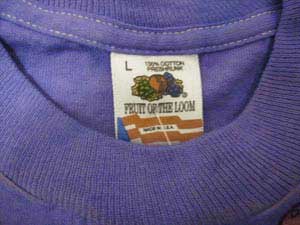 L
100% COTTON
PRESHRUNK
®
FRUIT OF THE LOOM
MADE IN U.S.A.